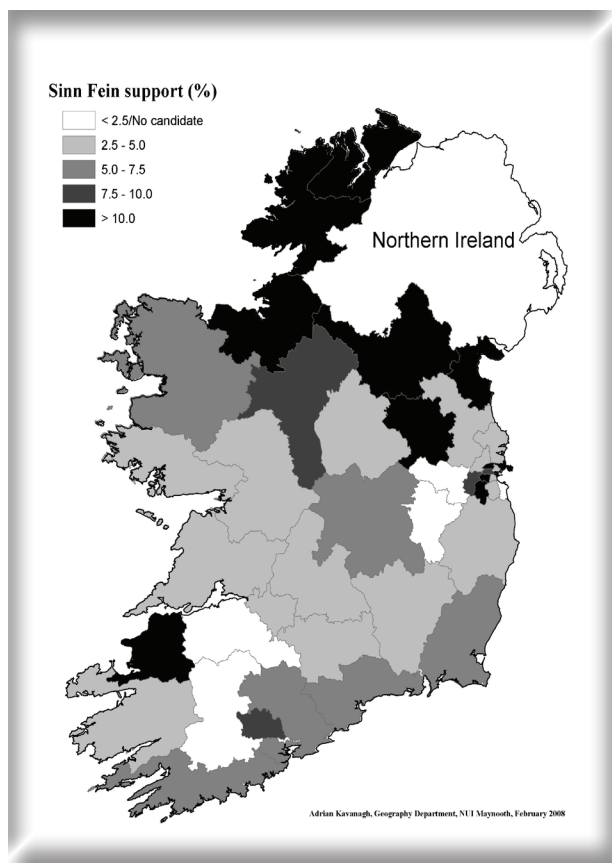 Sinn Fein support (%)
< 2.5/No candidate
2.5 - 5.0
5.0 - 7.5
7.5 - 10.0
> 10.0
Northern Ireland
Adrian Kavanagh, Geography Department, NUI Maynooth, February 2008